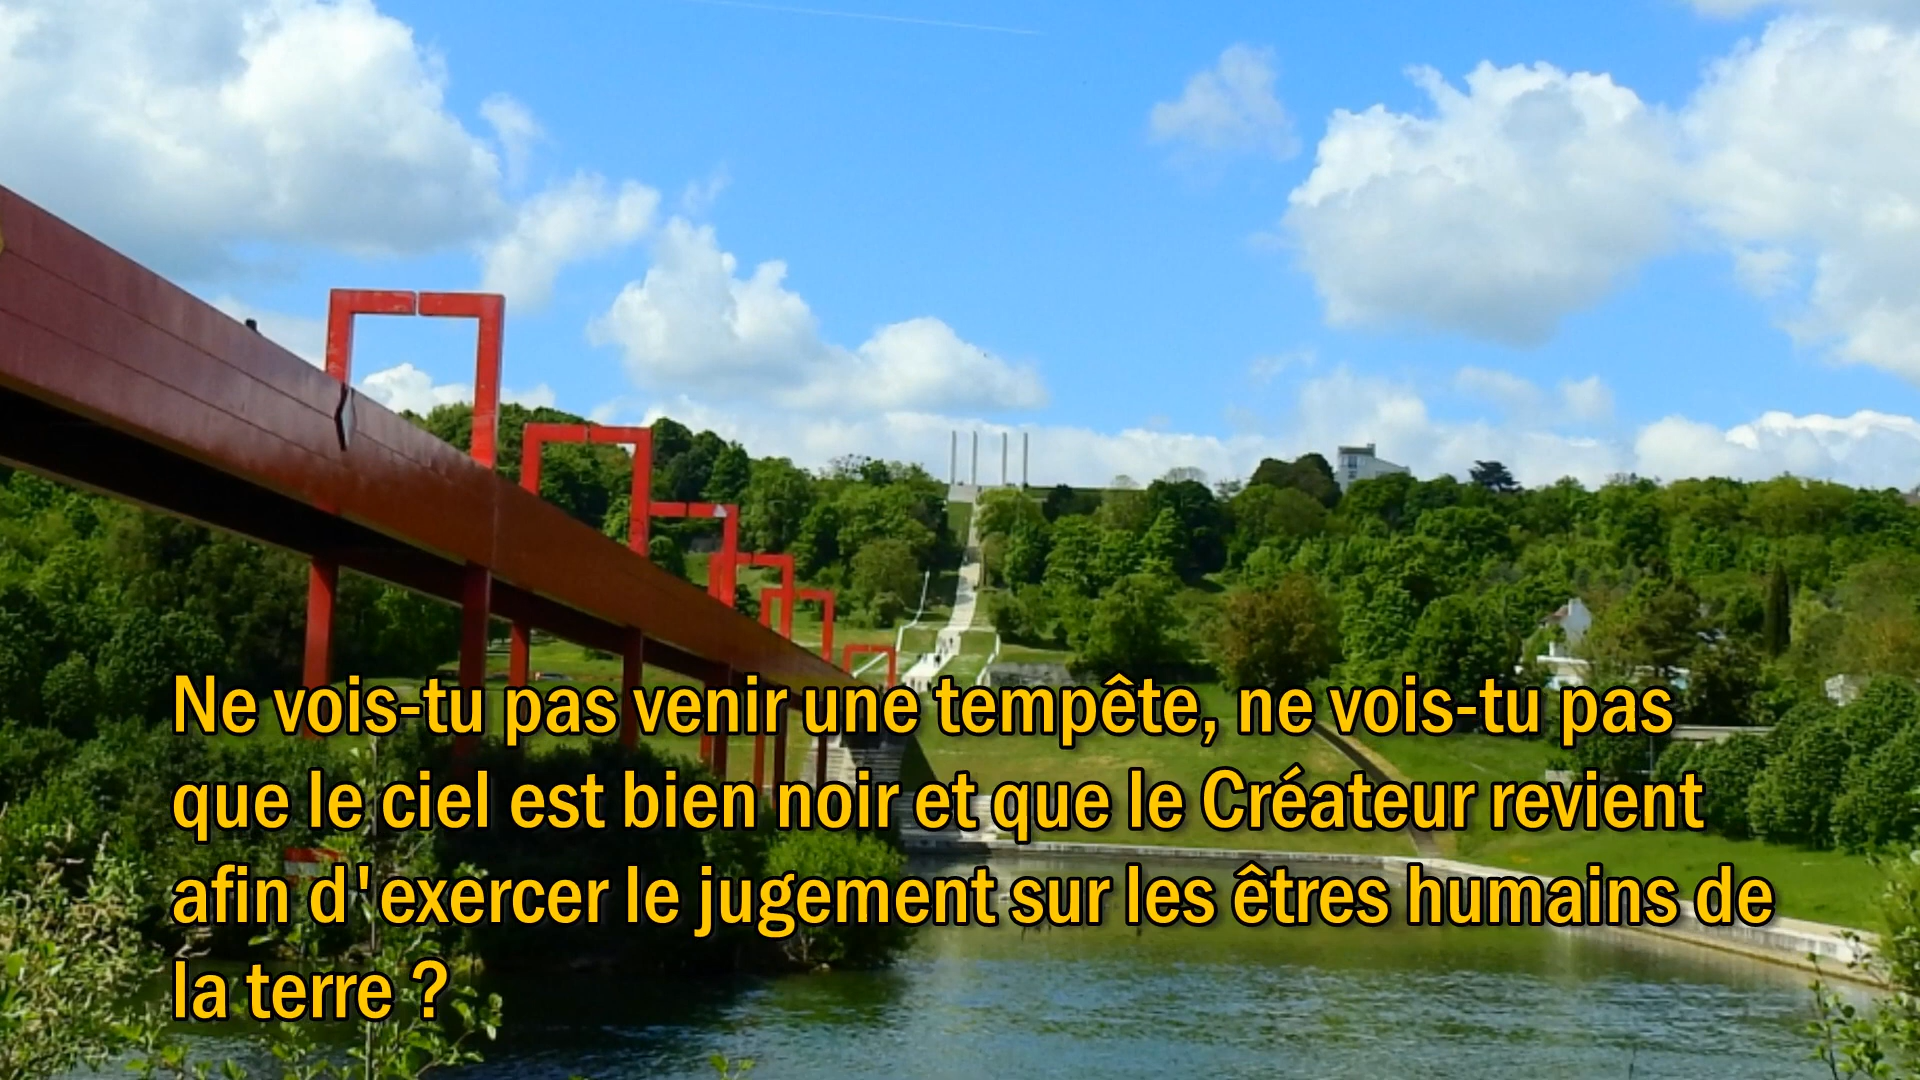 Ne vois-tu pas venir une tempête, ne vois-tu pas
que le ciel est bien noir et que le Créateur revient
afin d'exercer le jugement sur les êtres humains de
la terre ?